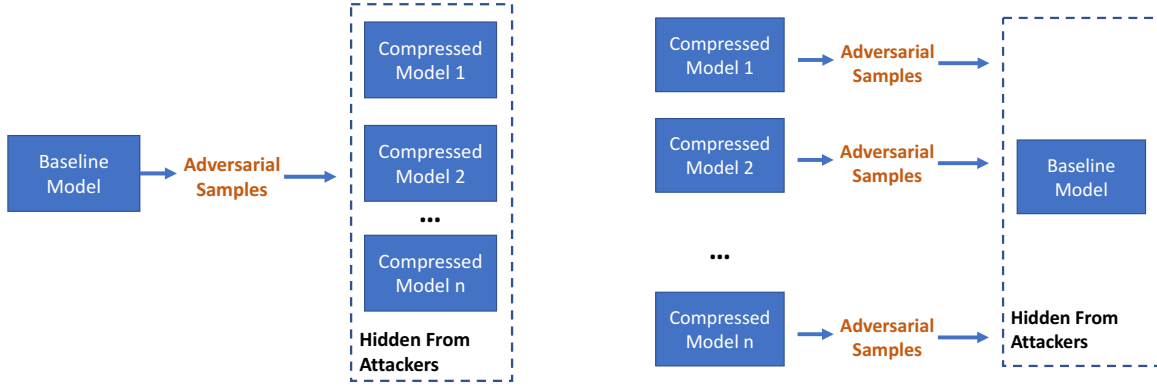 Baseline
Model
Adversarial
Samples
Compressed
Model 1
Compressed
Model 2
...
Compressed
Model n
Hidden From
Attackers
Compressed
Model 1
Adversarial
Samples
Compressed
Model 2
Adversarial
Samples
...
Compressed
Model n
Adversarial
Samples
Baseline
Model
Hidden From
Attackers